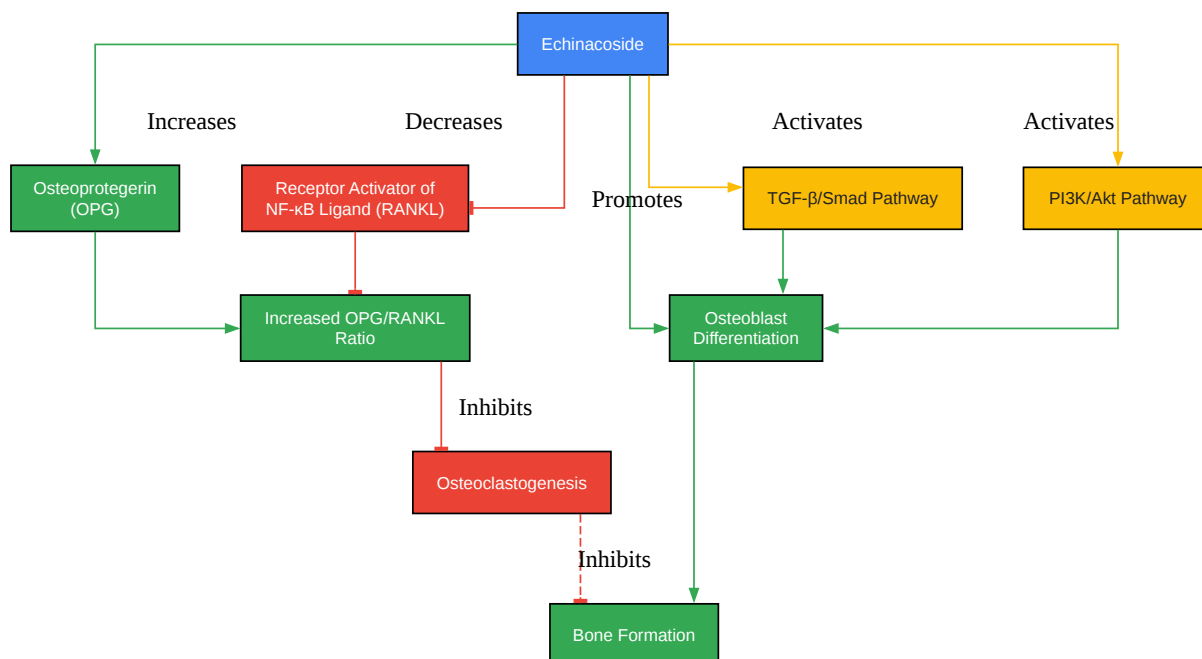 Echinacoside
Increases
Decreases
Activates
Activates
Osteoprotegerin
(OPG)
Receptor Activator of
NF-κB Ligand (RANKL)
Promotes
TGF-β/Smad Pathway
PI3K/Akt Pathway
Increased OPG/RANKL
Ratio
Osteoblast
Differentiation
Inhibits
Osteoclastogenesis
Inhibits
Bone Formation